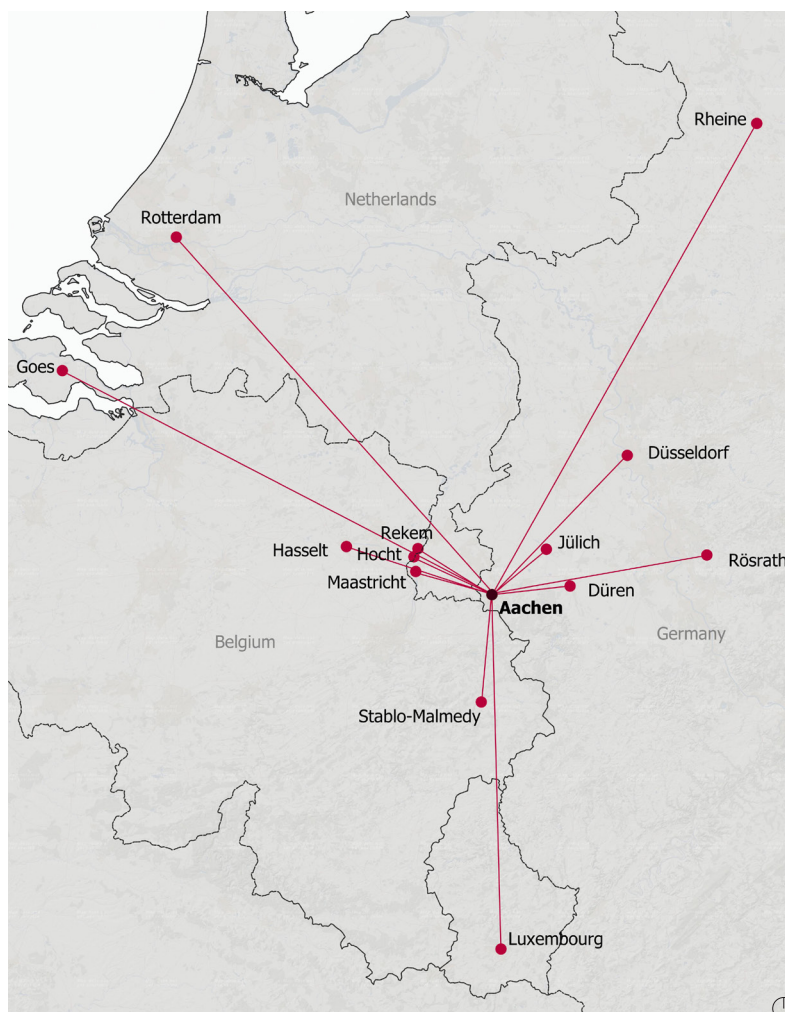 Rheine
Netherlands
Rotterdam
Goes
Düsseldorf
Rekem
Jülich
Hasselt
Hocht
Rösrath
Maastricht
Düren
Aachen
Belgium
Germany
Stablo-Malmedy
Luxembourg